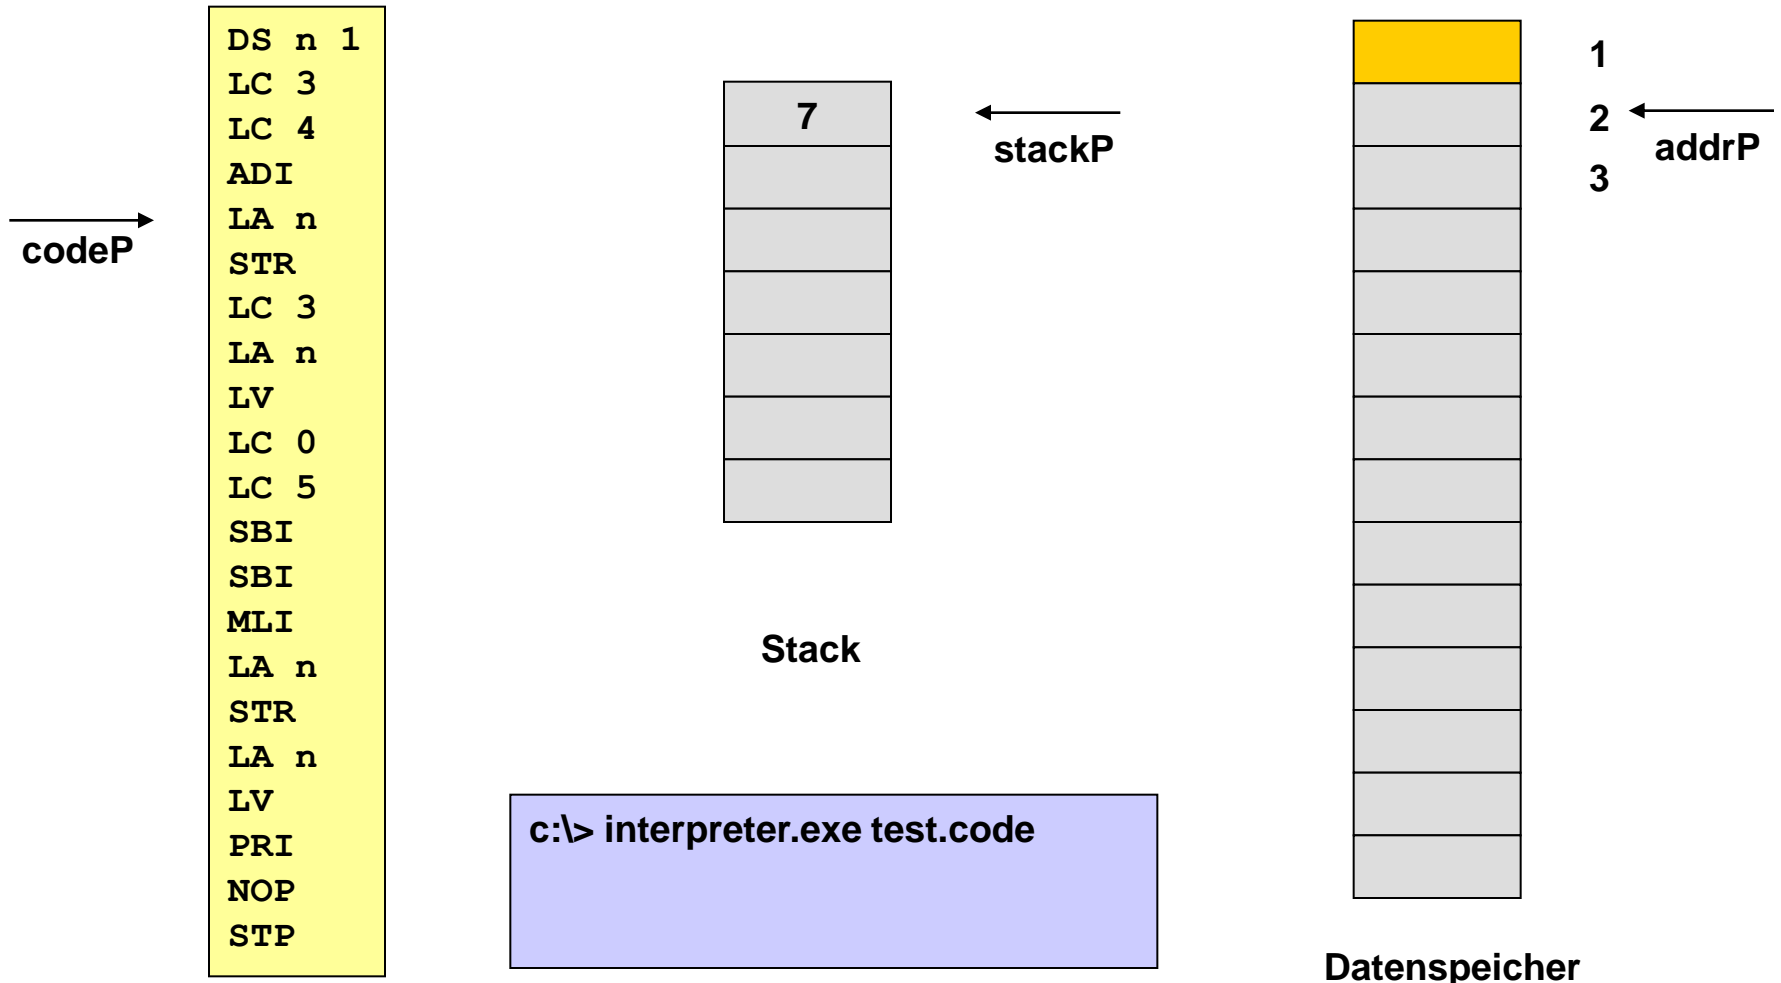 DS n 1
LC 3
LC 4
ADI
LA n
STR
LC 3
LA n
LV
LC 0
LC 5
SBI
SBI
MLI
LA n
STR
LA n
LV
PRI
NOP
STP
codeP
7
stackP
Stack
c:\> interpreter.exe test.code
1
2
3
addrP
Datenspeicher